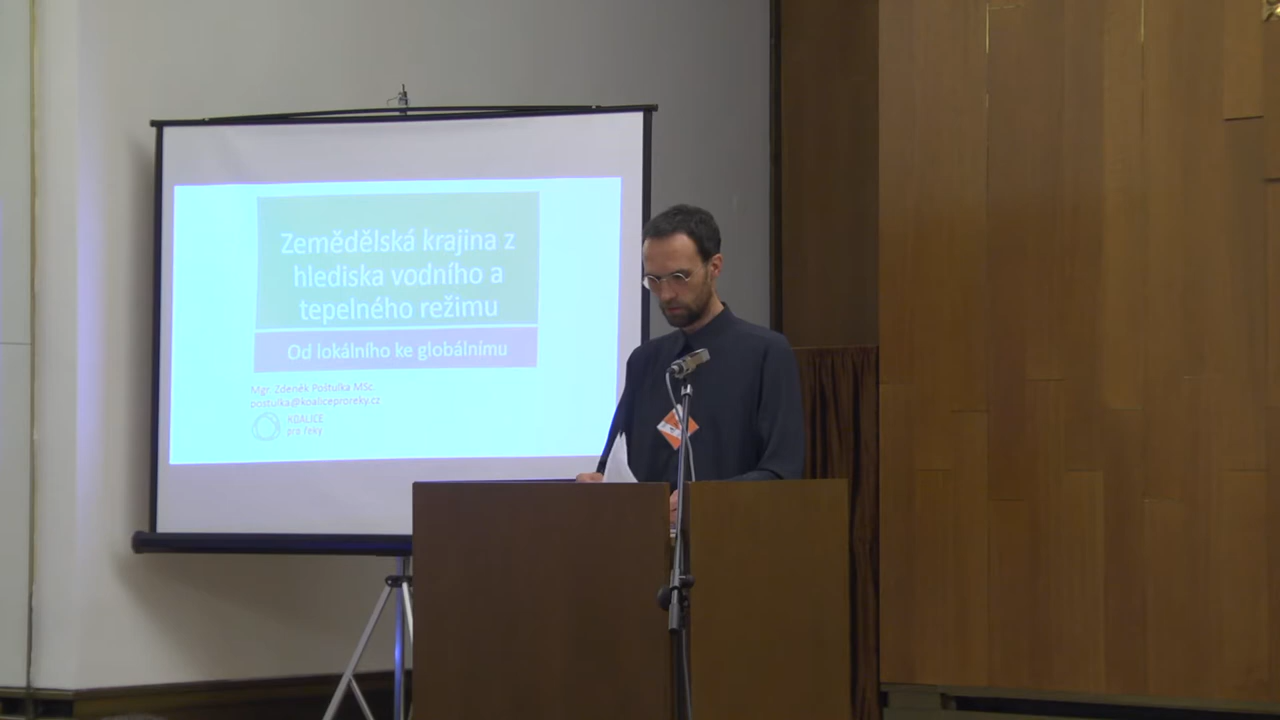 Zemědělská krajina z
hlediska vodního a
tepelného režimu
Od lokálního ke globálnímu
Mgr. Zdeněk Poštulka MSc.
postulka@koaliceproreky.cz
KOALICE
pro řeky